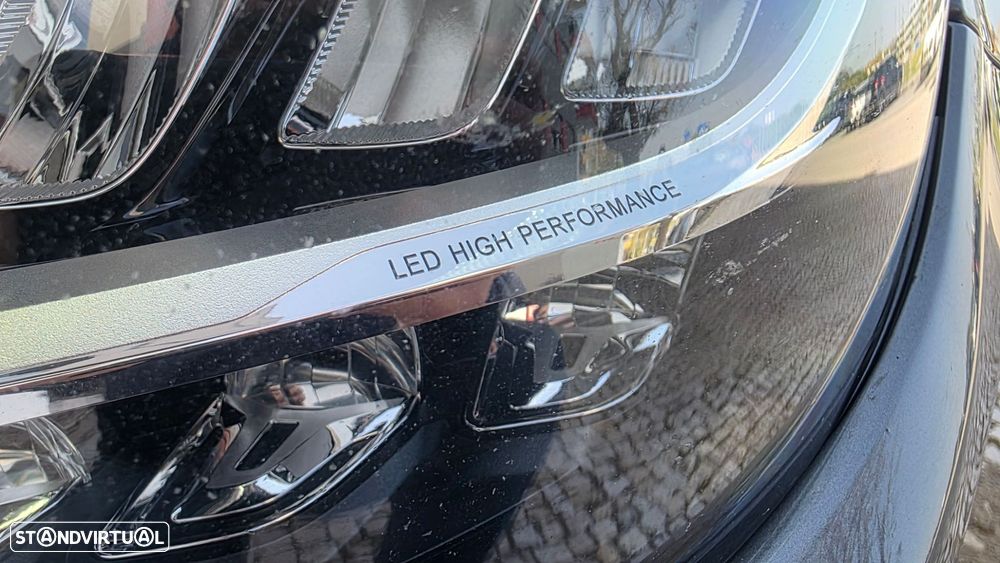 LED HIGH PERFORMANCE
STANDVIRTUAL